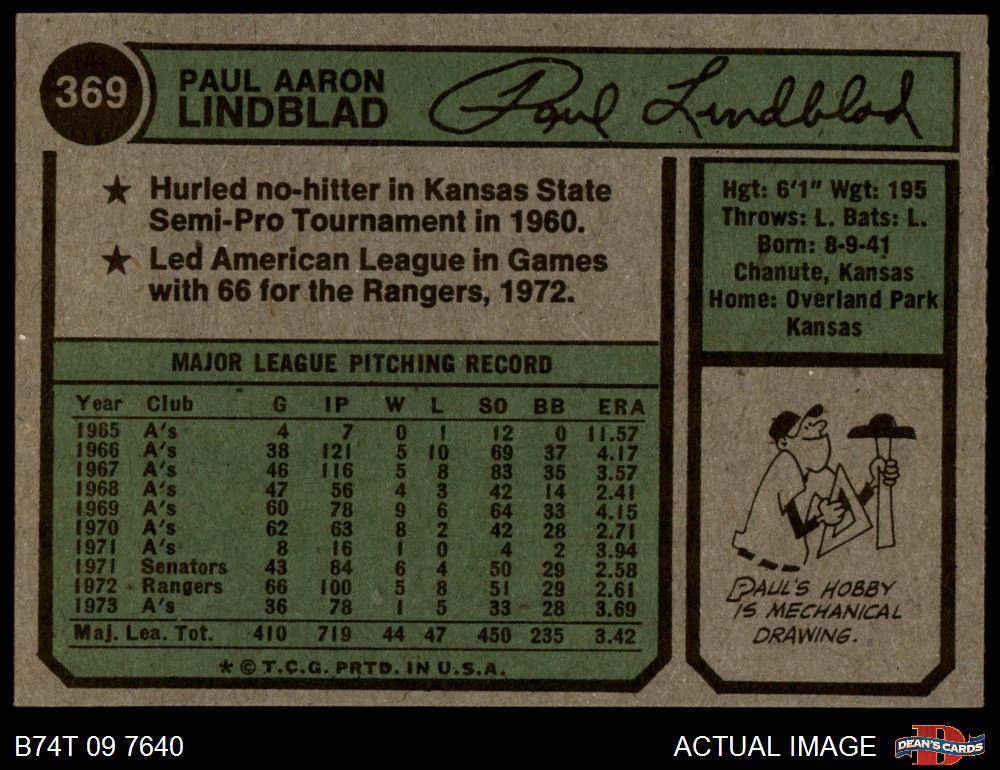 369
PAUL AARON
LINDBLAD
Paul Lindblad
★ Hurled no-hitter in Kansas State
Semi-Pro Tournament in 1960.
★ Led American League in Games
with 66 for the Rangers, 1972.
Hgt: 6'1" Wgt: 195
Throws: L. Bats: L.
Born: 8-9-41
Chanute, Kansas
Home: Overland Park
Kansas
MAJOR LEAGUE PITCHING RECORD
Year Club G IP W L SO BB ERA
1965 A's 4 7 0 1 12 0 11.57
1966 A's 38 121 5 10 69 37 4.17
1967 A's 46 116 5 8 83 35 3.57
1968 A's 47 56 4 3 42 14 2.41
1969 A's 60 78 9 6 64 33 4.15
1970 A's 62 63 8 2 42 28 2.71
1971 A's 8 16 1 0 4 2 3.94
1971 Senators 43 84 6 4 50 29 2.58
1972 Rangers 66 100 5 8 51 29 2.61
1973 A's 36 78 1 5 33 28 3.69
Maj. Lea. Tot. 410 719 44 47 450 235 3.42
* © T.C.G. PRTD. IN U.S.A.
PAUL'S HOBBY
IS MECHANICAL
DRAWING.
B74T 09 7640
ACTUAL IMAGE
D
DEAN'S CARDS